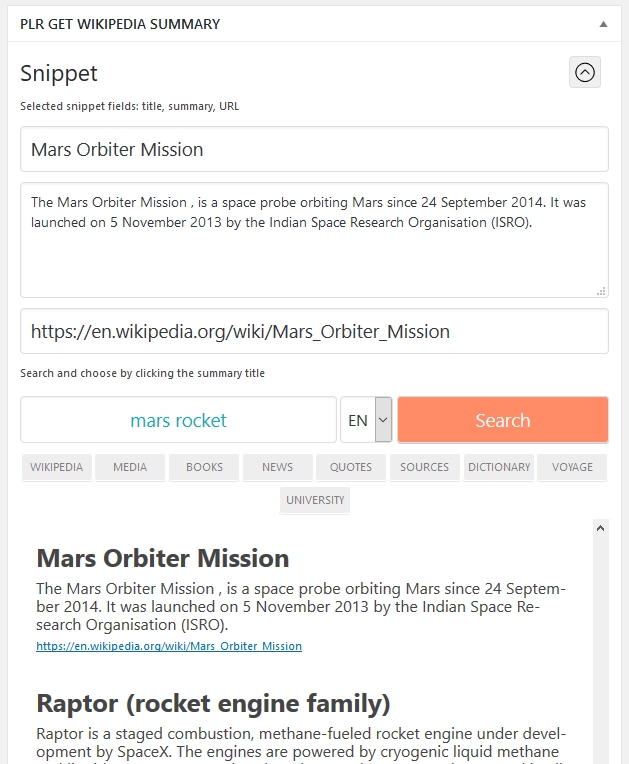 PLR GET WIKIPEDIA SUMMARY
Snippet
Selected snippet fields: title, summary, URL
Mars Orbiter Mission
The Mars Orbiter Mission , is a space probe orbiting Mars since 24 September 2014. It was
launched on 5 November 2013 by the Indian Space Research Organisation (ISRO).
https://en.wikipedia.org/wiki/Mars_Orbiter_Mission
Search and choose by clicking the summary title
mars rocket EN Search
WIKIPEDIA MEDIA BOOKS NEWS QUOTES SOURCES DICTIONARY VOYAGE
UNIVERSITY
Mars Orbiter Mission
The Mars Orbiter Mission , is a space probe orbiting Mars since 24 Septem-
ber 2014. It was launched on 5 November 2013 by the Indian Space Re-
search Organisation (ISRO).
https://en.wikipedia.org/wiki/Mars_Orbiter_Mission
Raptor (rocket engine family)
Raptor is a staged combustion, methane-fueled rocket engine under devel-
opment by SpaceX. The engines are powered by cryogenic liquid methane